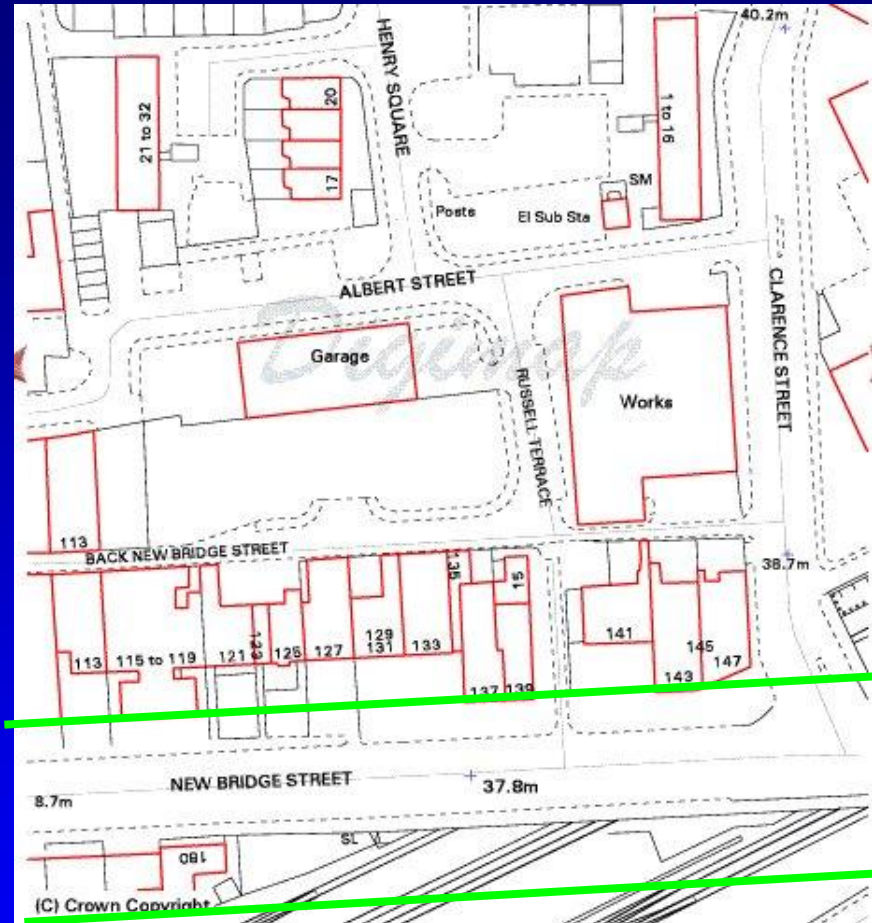 40.2m
HENRY SQUARE
20
21 to 32
1 to 16
17
SM
Posts
El Sub Sta
ALBERT STREET
CLARENCE STREET
Digimap
Garage
RUSSELL TERRACE
Works
113
BACK NEW BRIDGE STREET
38.7m
135
15
123
129
141
113
115 to 119
121
125
127
131
133
145
147
143
137
139
NEW BRIDGE STREET
37.8m
8.7m
SL
180
(C) Crown Copyright